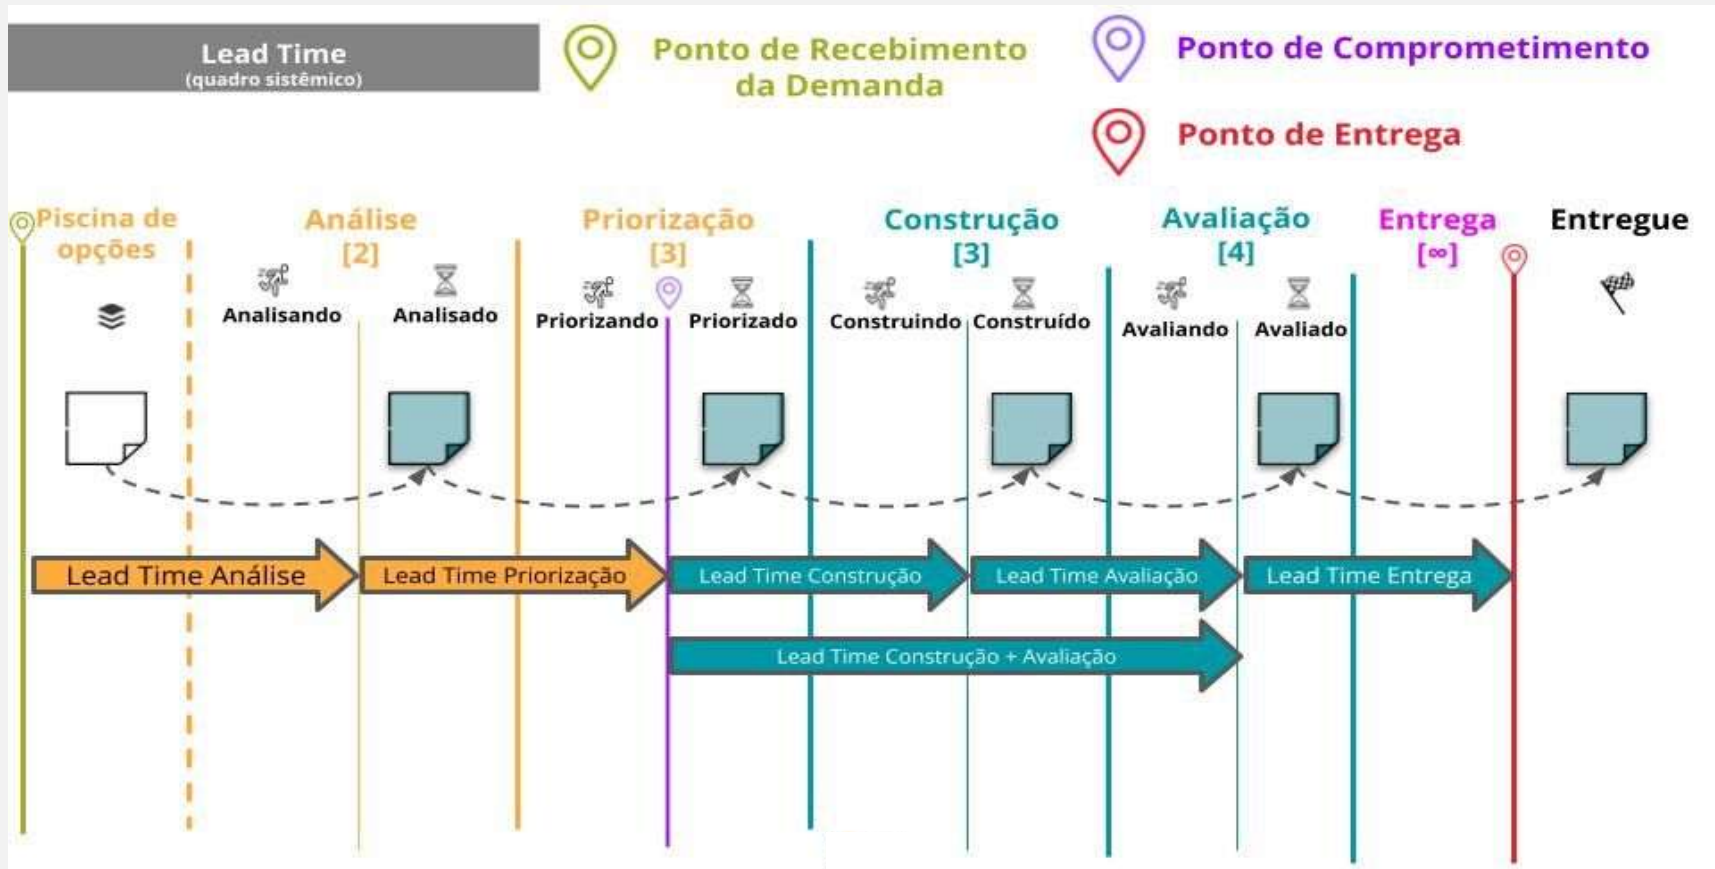 Lead Time
(quadro sistêmico)
Ponto de Recebimento
da Demanda
Ponto de Comprometimento
Ponto de Entrega
Piscina de
opções
Análise
[2]
Priorização
[3]
Construção
[3]
Avaliação
[4]
Entrega
[∞]
Entregue
Analisando
Analisado
Priorizando
Priorizado
Construindo
Construído
Avaliando
Avaliado
Lead Time Análise
Lead Time Priorização
Lead Time Construção
Lead Time Avaliação
Lead Time Entrega
Lead Time Construção + Avaliação